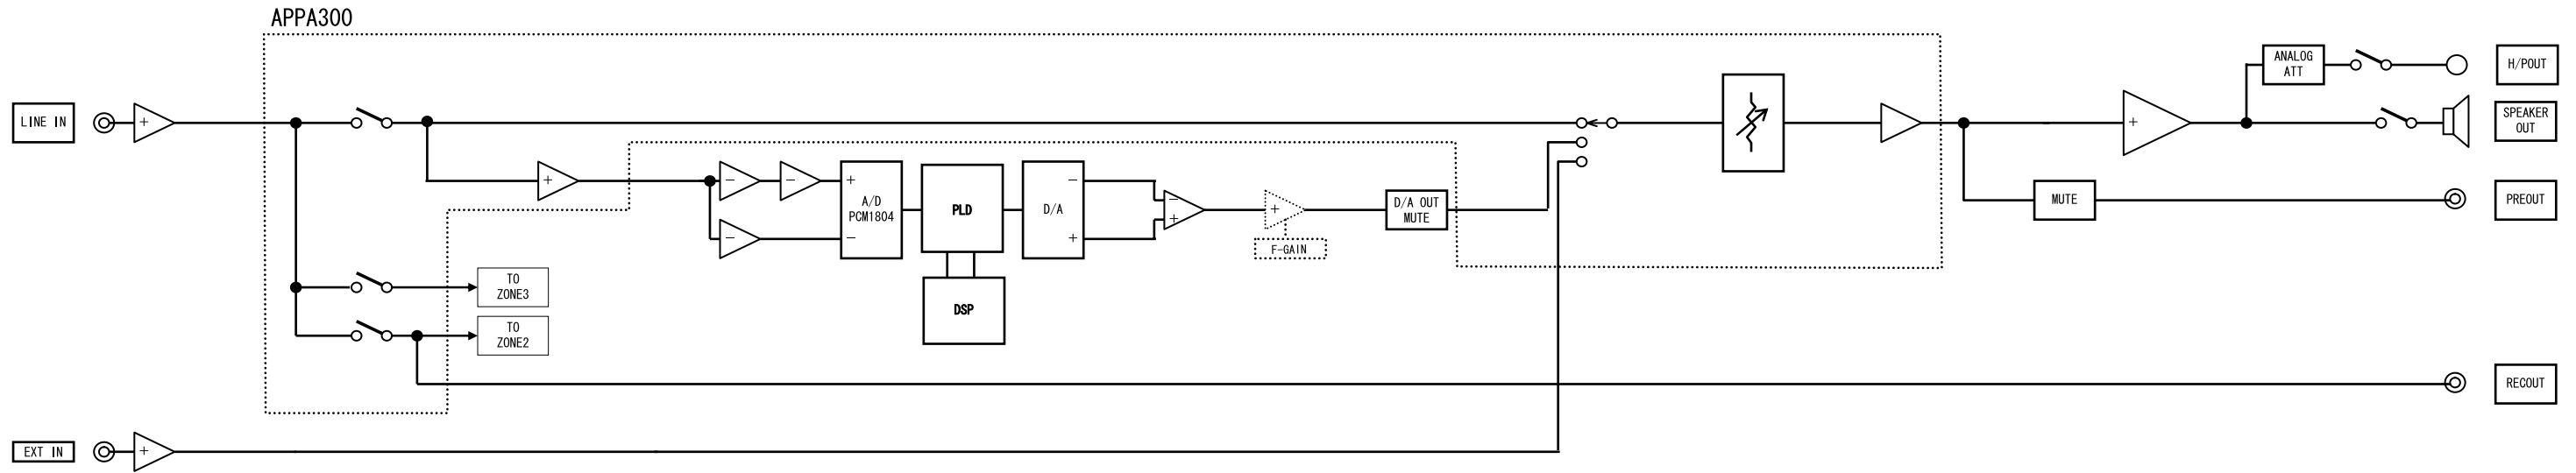 APPA300
LINE IN
ANALOG
ATT
H/POUT
SPEAKER
OUT
A/D
PCM1804
PLD
D/A
D/A OUT
MUTE
MUTE
PREOUT
F-GAIN
TO
ZONE3
DSP
TO
ZONE2
RECOUT
EXT IN